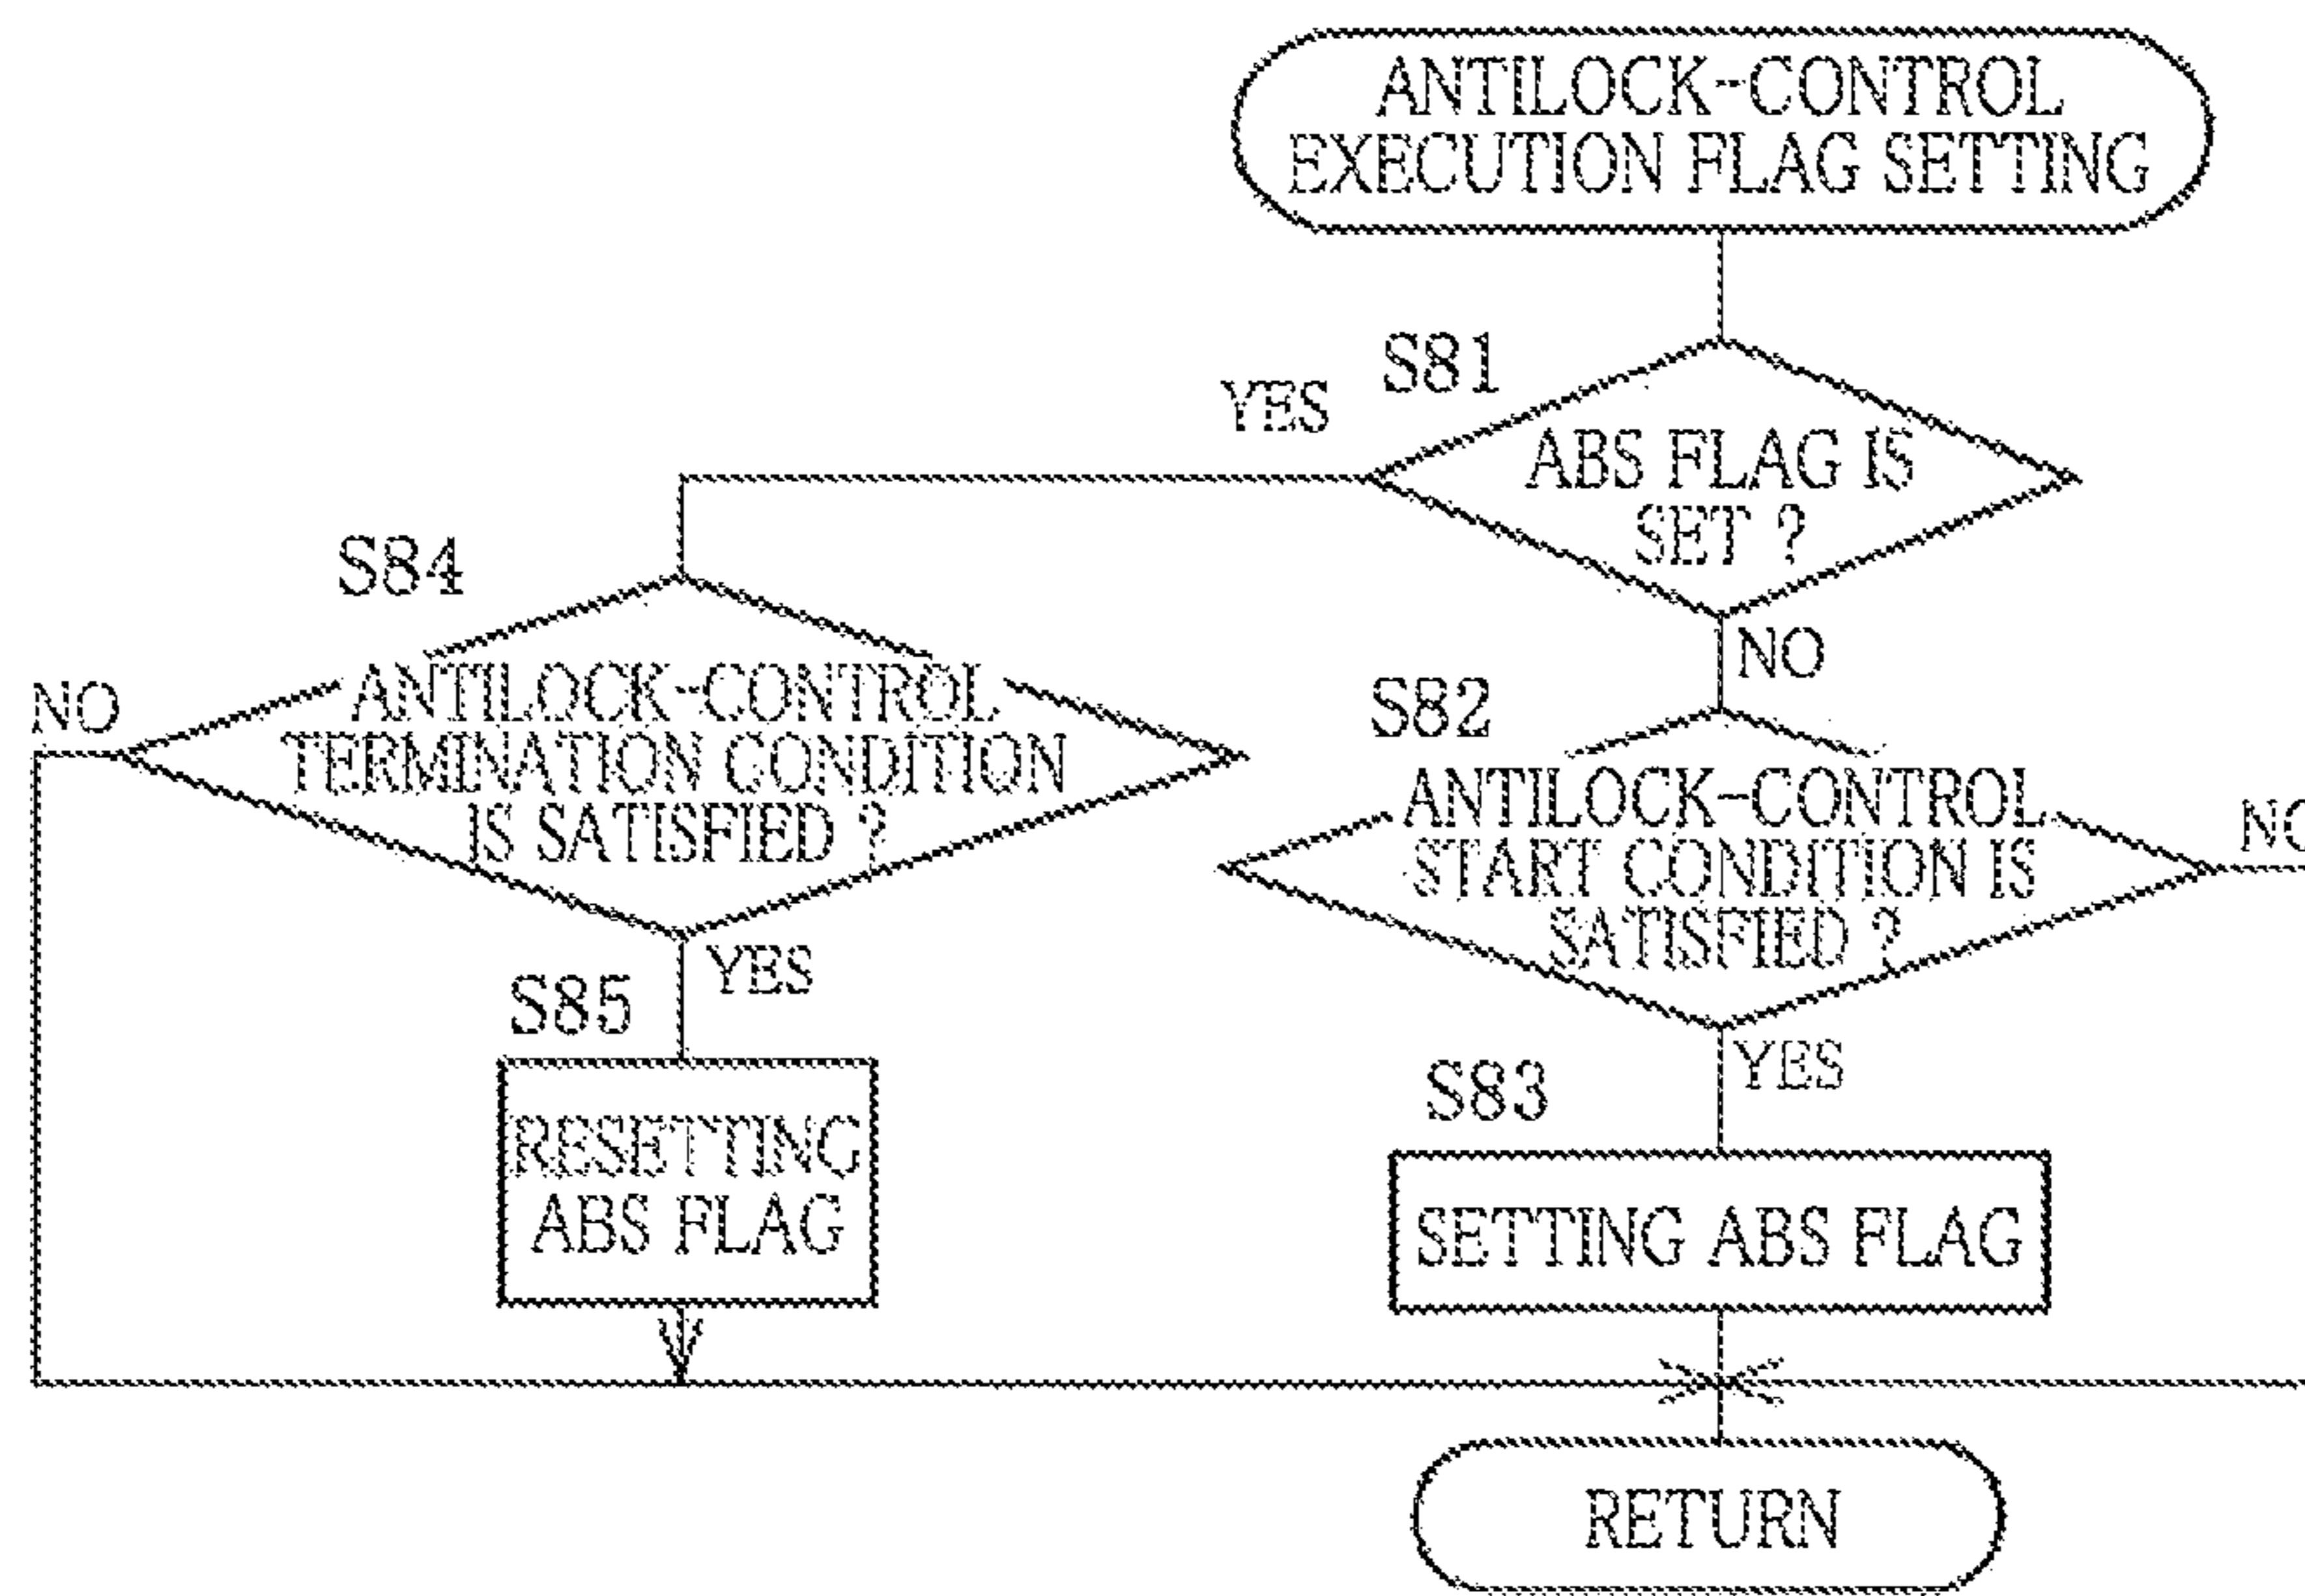 ANTILOCK-CONTROL
EXECUTION FLAG SETTING
S81
YES
ABS FLAG IS
SET ?
NO
S84
NO
ANTILOCK-CONTROL
TERMINATION CONDITION
IS SATISFIED ?
YES
S82
ANTILOCK-CONTROL
START CONDITION IS
SATISFIED ?
NO
YES
S85
RESETTING
ABS FLAG
S83
SETTING ABS FLAG
RETURN